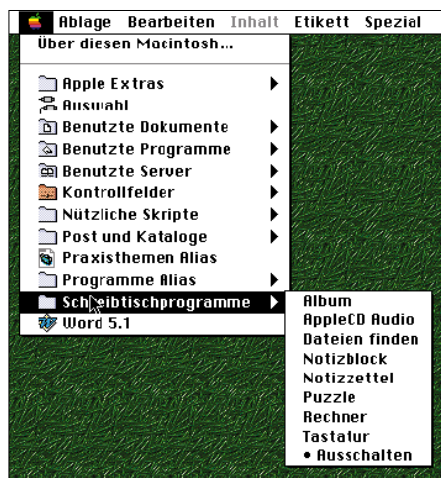 Ablage Bearbeiten Inhalt Etikett Spezial
Über diesen Macintosh...
Apple Extras
Auswahl
Benutzte Dokumente
Benutzte Programme
Benutzte Server
Kontrollfelder
Nützliche Skripte
Post und Kataloge
Praxisthemen Alias
Programme Alias
Schreibtischprogramme
Word 5.1
Album
AppleCD Audio
Dateien finden
Notizblock
Notizzettel
Puzzle
Rechner
Tastatur
• Ausschalten